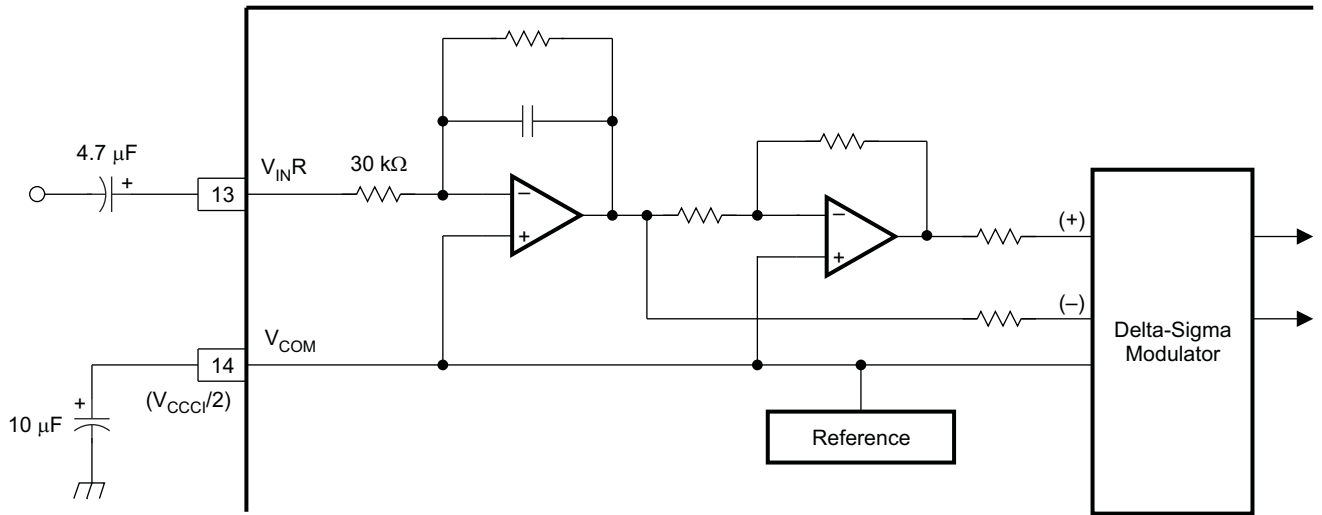 4.7 μF
+
13
V_INR
30 kΩ
−
+
−
+
(+)
(–)
Delta-Sigma
Modulator
V_COM
14
(V_CCCI/2)
+
10 μF
Reference